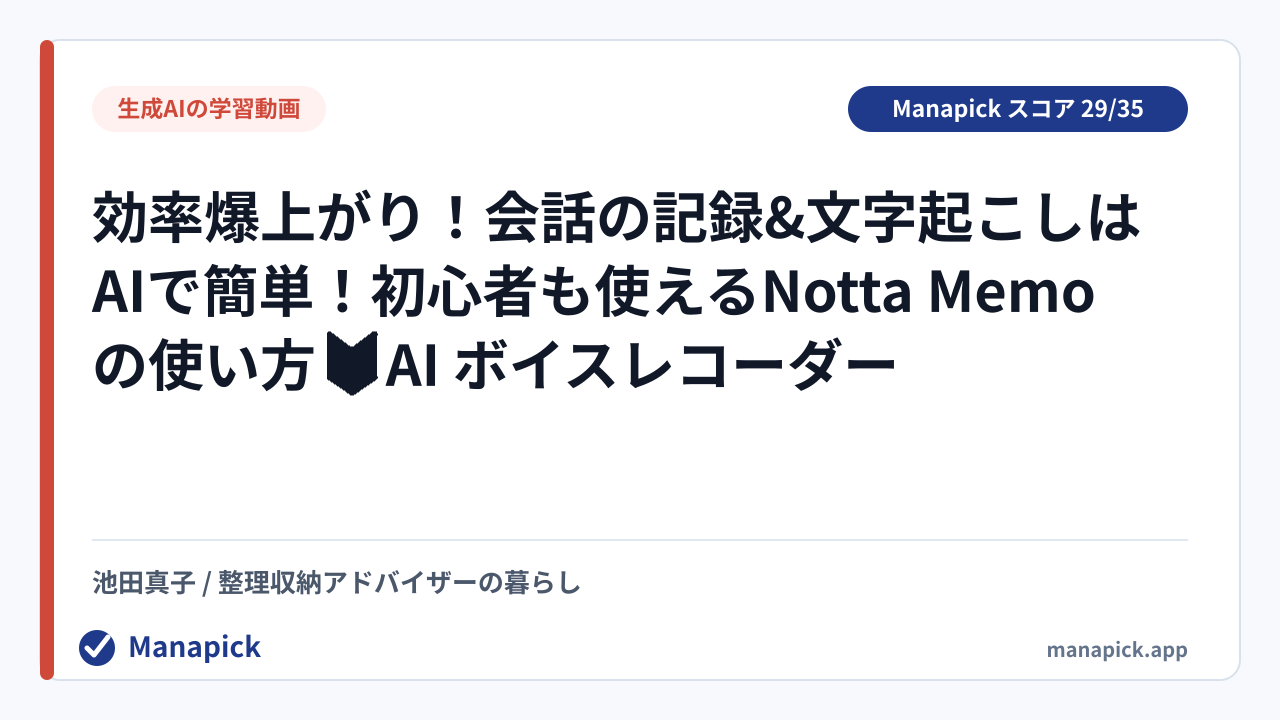 生成AIの学習動画
Manapick スコア 29/35
効率爆上がり！会話の記録&文字起こしは
AIで簡単！初心者も使えるNotta Memo
の使い方🔰AI ボイスレコーダー
池田真子 / 整理収納アドバイザーの暮らし
Manapick
manapick.app